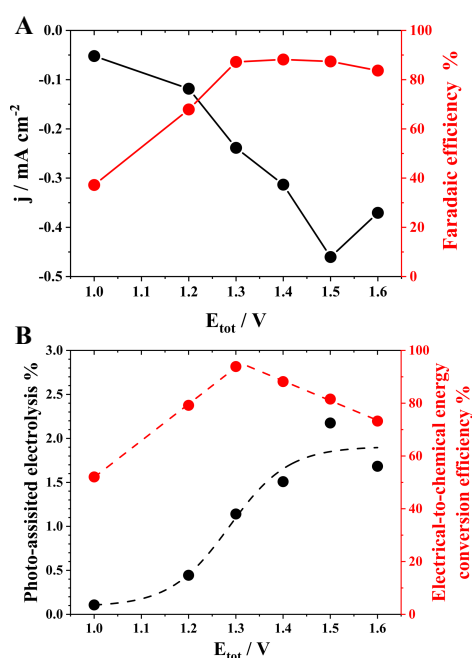 A
0.0
-0.1
-0.2
-0.3
-0.4
-0.5
j / mA cm⁻²
100
80
60
40
20
0
Faradaic efficiency %
1.0 1.1 1.2 1.3 1.4 1.5 1.6
E_tot / V
B
3.0
2.5
2.0
1.5
1.0
0.5
0.0
Photo-assisited electrolysis %
100
80
60
40
20
0
Electrical-to-chemical energy
conversion efficiency %
1.0 1.1 1.2 1.3 1.4 1.5 1.6
E_tot / V